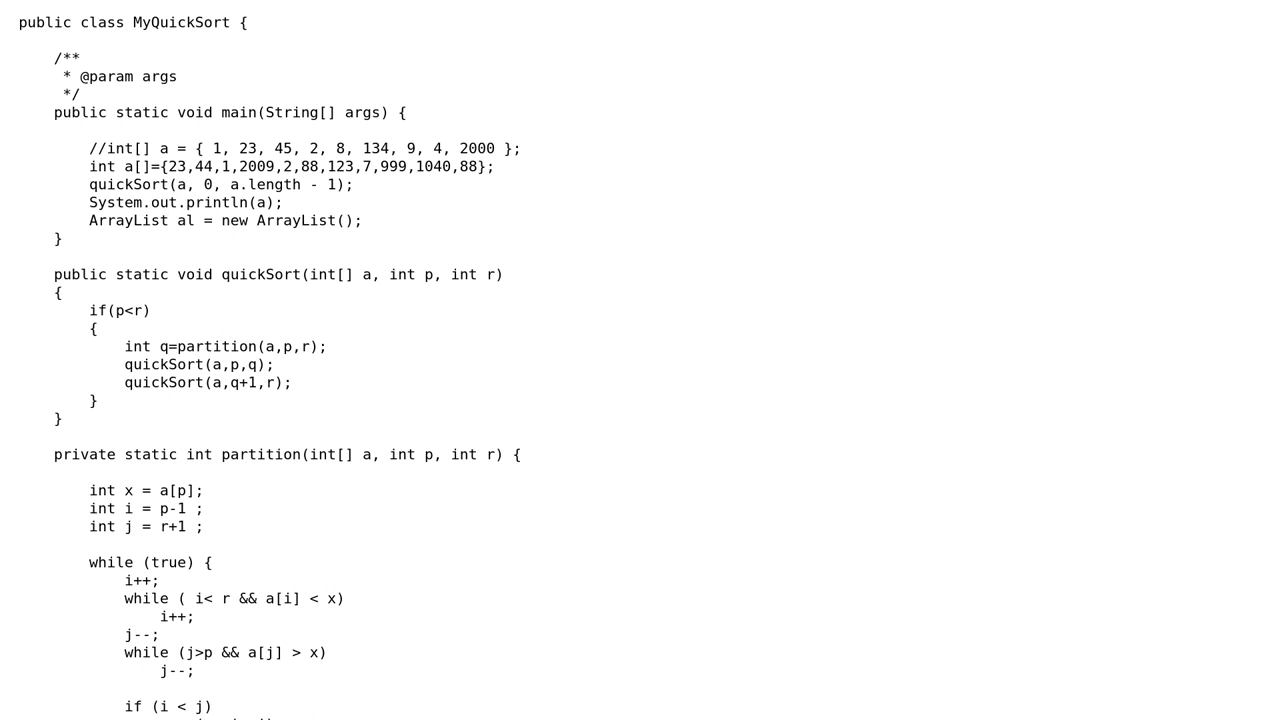 public class MyQuickSort {
/**
* @param args
*/
public static void main(String[] args) {
//int[] a = { 1, 23, 45, 2, 8, 134, 9, 4, 2000 };
int a[]={23,44,1,2009,2,88,123,7,999,1040,88};
quickSort(a, 0, a.length - 1);
System.out.println(a);
ArrayList al = new ArrayList();
}
public static void quickSort(int[] a, int p, int r)
{
if(p<r)
{
int q=partition(a,p,r);
quickSort(a,p,q);
quickSort(a,q+1,r);
}
}
private static int partition(int[] a, int p, int r) {
int x = a[p];
int i = p-1 ;
int j = r+1 ;
while (true) {
i++;
while ( i< r && a[i] < x)
i++;
j--;
while (j>p && a[j] > x)
j--;
if (i < j)